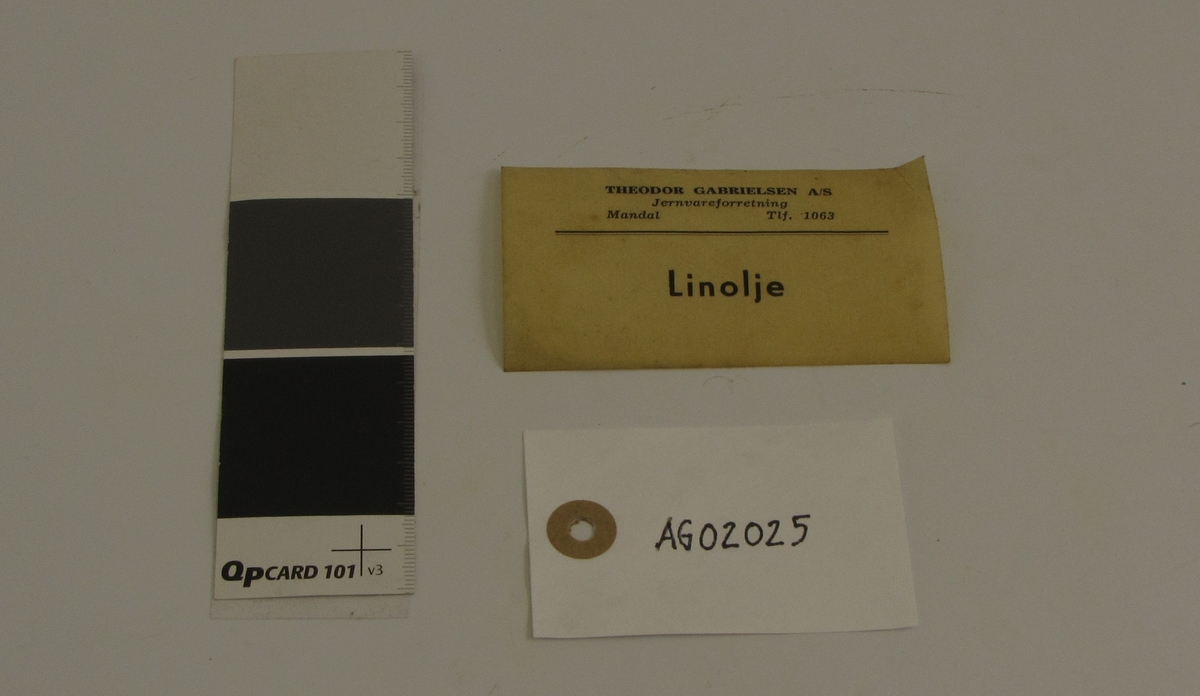 THEODOR GABRIELSEN A/S
Jernvareforretning
Mandal Tlf. 1063
Linolje
AG02025
QpCARD 101 v3